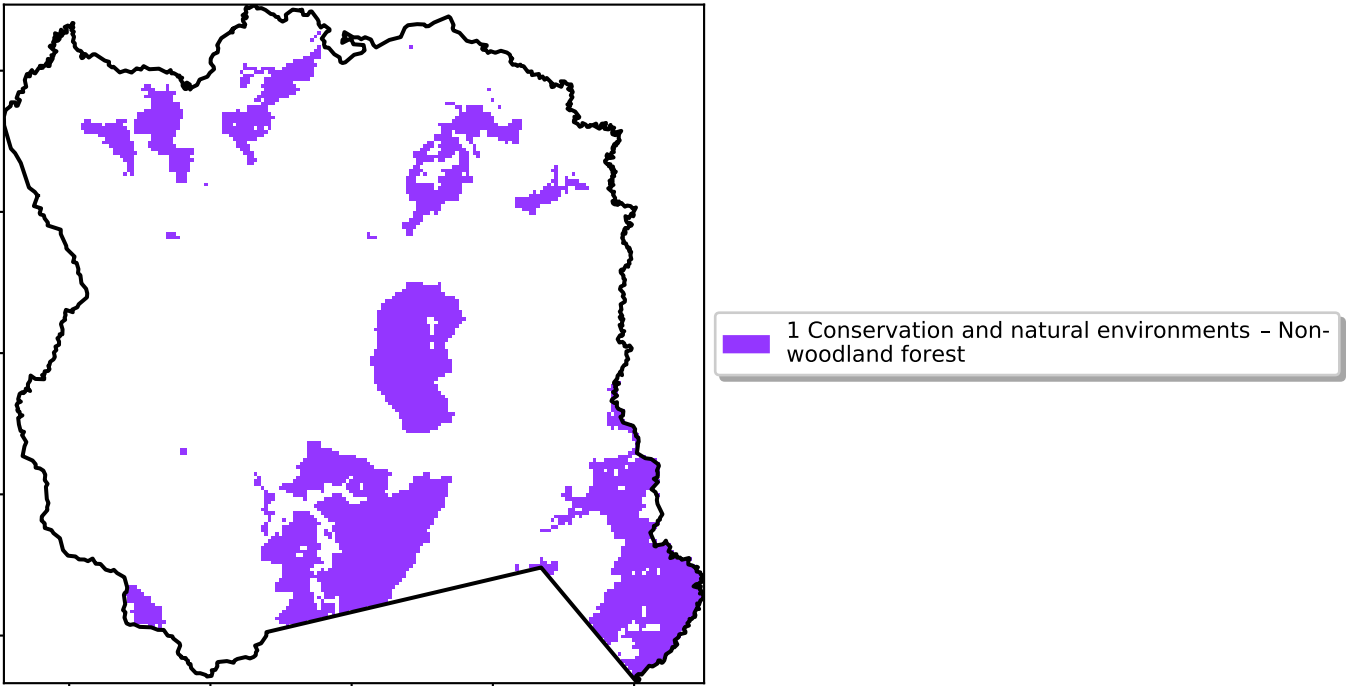 1 Conservation and natural environments – Non-
woodland forest